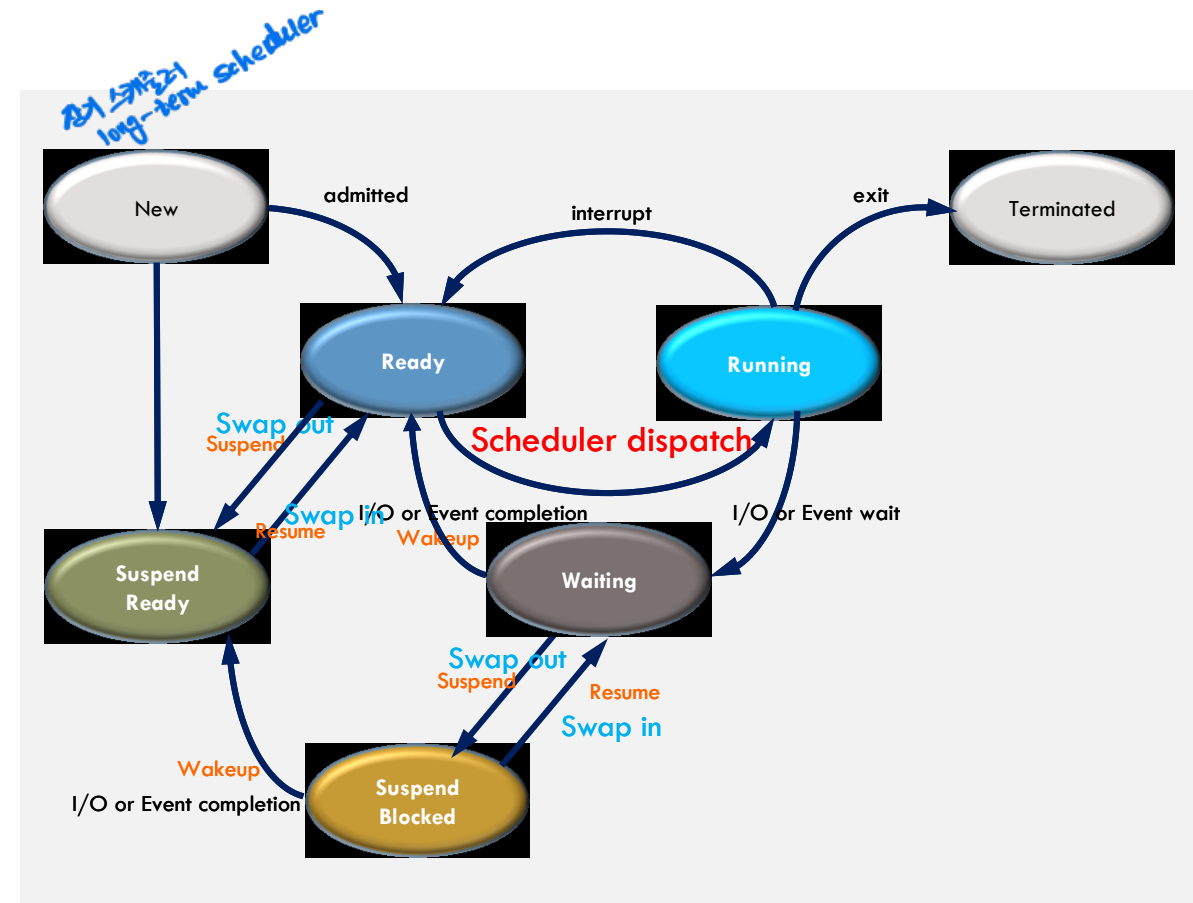 장기 스케줄러
long-term scheduler
New
admitted
interrupt
exit
Terminated
Ready
Running
Swap out
Suspend
Scheduler dispatch
Swap in
Resume
I/O or Event completion
Wakeup
I/O or Event wait
Suspend
Ready
Waiting
Swap out
Suspend
Resume
Swap in
Wakeup
I/O or Event completion
Suspend
Blocked